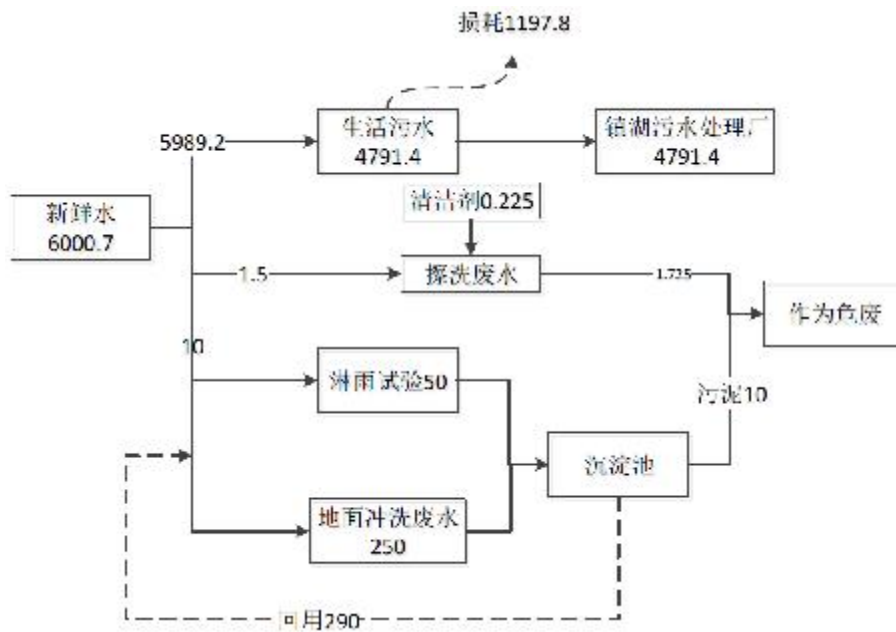 损耗1197.8
5989.2
生活污水
4791.4
镇湖污水处理厂
4791.4
新鲜水
6000.7
清洁剂0.225
1.5
擦洗废水
1.725
作为危废
10
淋雨试验50
污泥10
沉淀池
地面冲洗废水
250
回用290